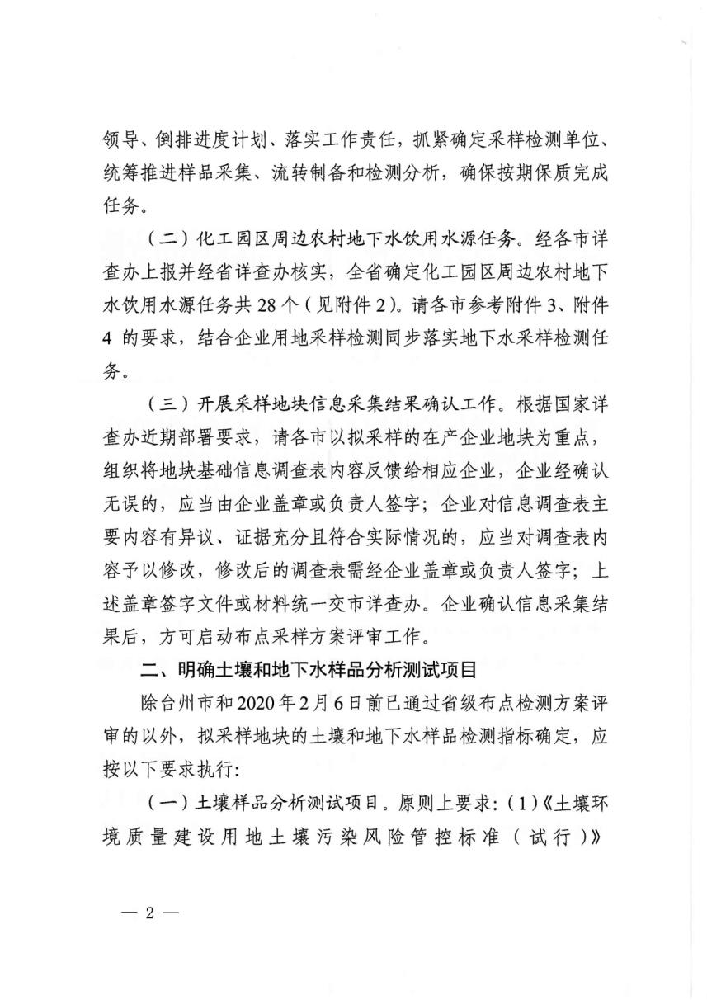 领导、倒排进度计划、落实工作责任，抓紧确定采样检测单位、
统筹推进样品采集、流转制备和检测分析，确保按期保质完成
任务。
（二）化工园区周边农村地下水饮用水源任务。经各市详
查办上报并经省详查办核实，全省确定化工园区周边农村地下
水饮用水源任务共 28 个（见附件 2）。请各市参考附件 3、附件
4 的要求，结合企业用地采样检测同步落实地下水采样检测任
务。
（三）开展采样地块信息采集结果确认工作。根据国家详
查办近期部署要求，请各市以拟采样的在产企业地块为重点，
组织将地块基础信息调查表内容反馈给相应企业，企业经确认
无误的，应当由企业盖章或负责人签字；企业对信息调查表主
要内容有异议、证据充分且符合实际情况的，应当对调查表内
容予以修改，修改后的调查表需经企业盖章或负责人签字；上
述盖章签字文件或材料统一交市详查办。企业确认信息采集结
果后，方可启动布点采样方案评审工作。
二、明确土壤和地下水样品分析测试项目
除台州市和 2020 年 2 月 6 日前已通过省级布点检测方案评
审的以外，拟采样地块的土壤和地下水样品检测指标确定，应
按以下要求执行:
（一）土壤样品分析测试项目。原则上要求:（1）《土壤环
境质量建设用地土壤污染风险管控标准（试行）》
— 2 —